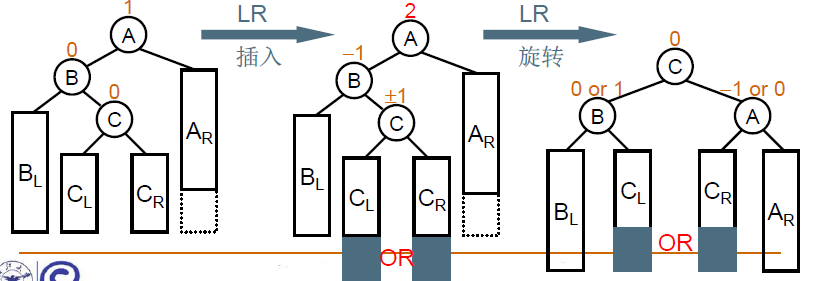 1
A
0
B
0
C
B_L
C_L
C_R
A_R
LR
插入
2
A
−1
B
±1
C
B_L
C_L
C_R
A_R
OR
LR
旋转
0
C
0 or 1
B
−1 or 0
A
B_L
C_L
C_R
A_R
OR
©